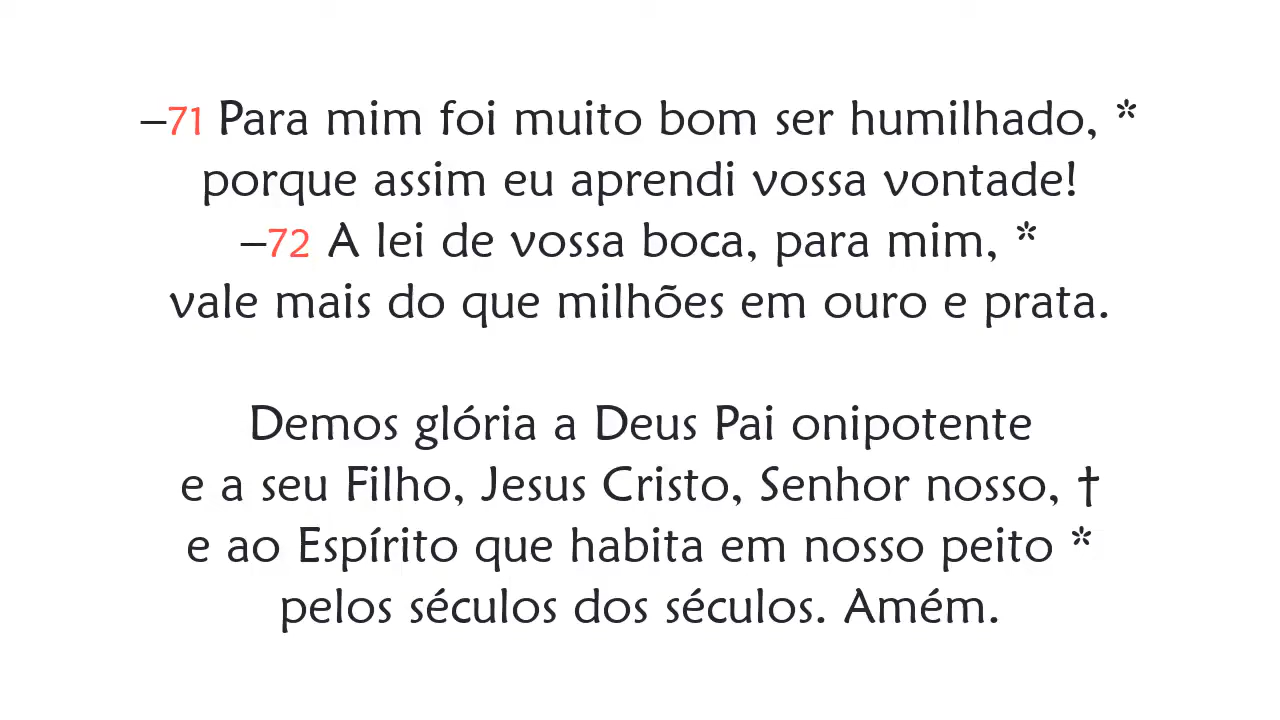 –71 Para mim foi muito bom ser humilhado, *
porque assim eu aprendi vossa vontade!
–72 A lei de vossa boca, para mim, *
vale mais do que milhões em ouro e prata.
Demos glória a Deus Pai onipotente
e a seu Filho, Jesus Cristo, Senhor nosso, †
e ao Espírito que habita em nosso peito *
pelos séculos dos séculos. Amém.